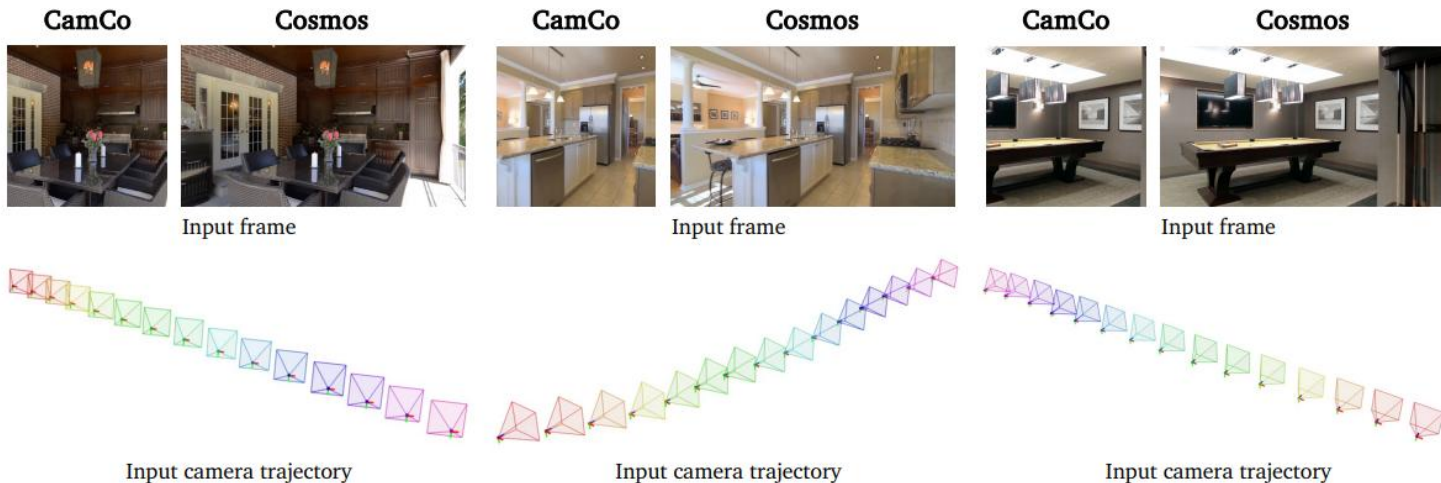 CamCo Cosmos CamCo Cosmos CamCo Cosmos
Input frame Input frame Input frame
Input camera trajectory Input camera trajectory Input camera trajectory